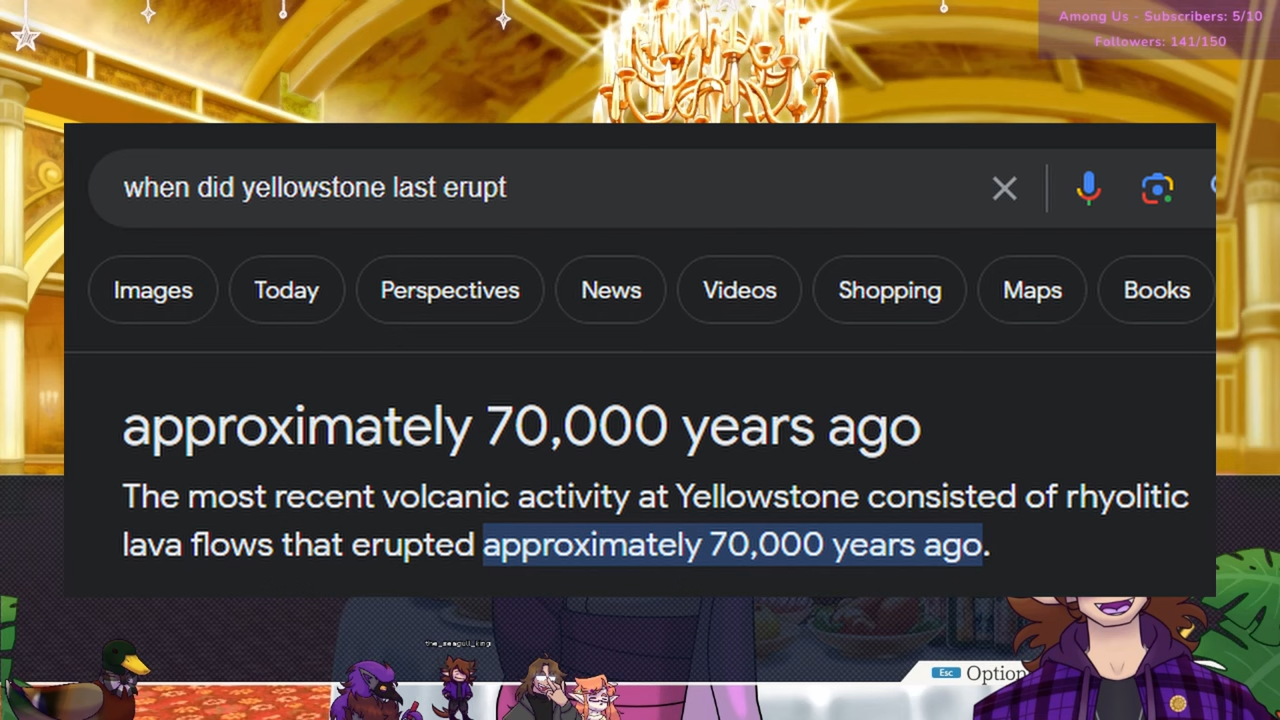 Among Us - Subscribers: 5/10
Followers: 141/150
when did yellowstone last erupt
Images Today Perspectives News Videos Shopping Maps Books
approximately 70,000 years ago
The most recent volcanic activity at Yellowstone consisted of rhyolitic
lava flows that erupted approximately 70,000 years ago.
the_seagull_king
Esc Option